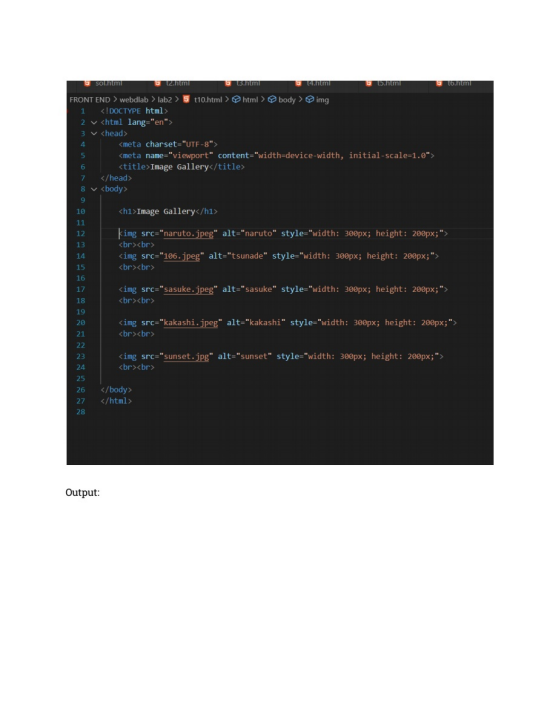 sol.html t2.html t3.html t4.html t5.html t6.html
FRONT END > webdlab > lab2 > t10.html > html > body > img
1 <!DOCTYPE html>
2 <html lang="en">
3 <head>
4 <meta charset="UTF-8">
5 <meta name="viewport" content="width=device-width, initial-scale=1.0">
6 <title>Image Gallery</title>
7 </head>
8 <body>
9
10 <h1>Image Gallery</h1>
11
12 <img src="naruto.jpeg" alt="naruto" style="width: 300px; height: 200px;">
13 <br><br>
14 <img src="106.jpeg" alt="tsunade" style="width: 300px; height: 200px;">
15 <br><br>
16
17 <img src="sasuke.jpeg" alt="sasuke" style="width: 300px; height: 200px;">
18 <br><br>
19
20 <img src="kakashi.jpeg" alt="kakashi" style="width: 300px; height: 200px;">
21 <br><br>
22
23 <img src="sunset.jpg" alt="sunset" style="width: 300px; height: 200px;">
24 <br><br>
25
26 </body>
27 </html>
28
Output: